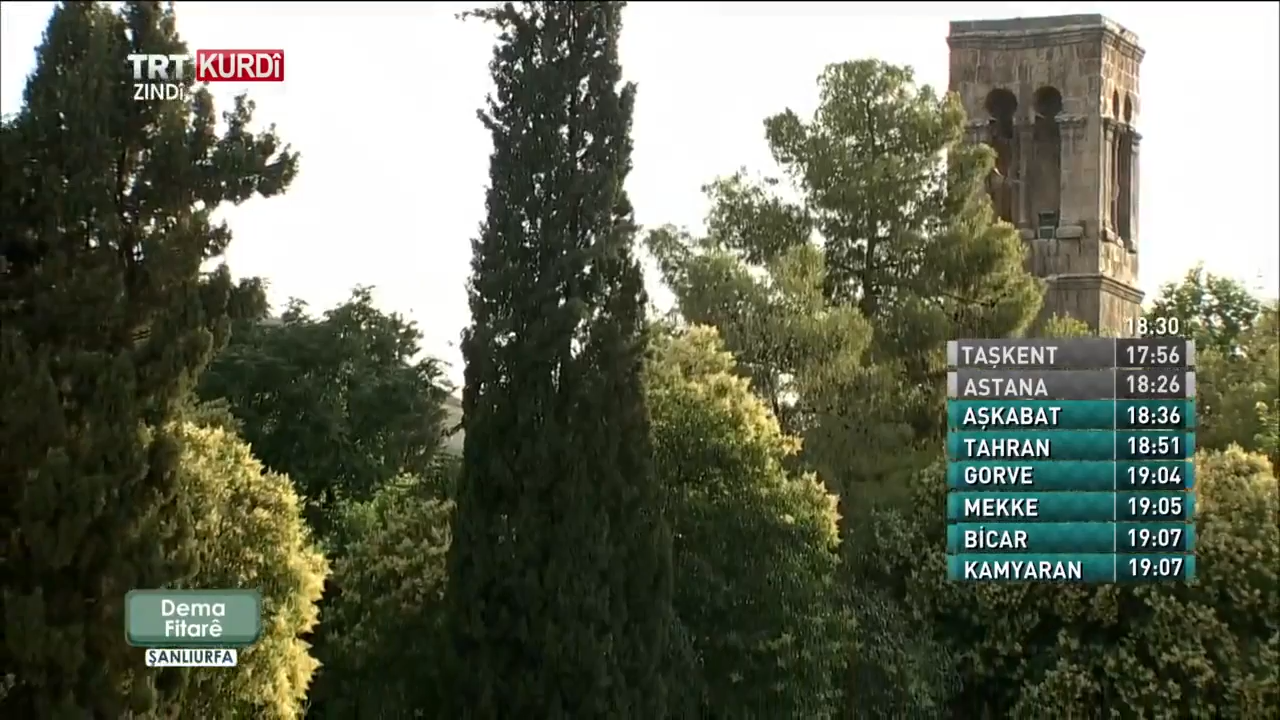 TRT KURDÎ
ZINDÎ
18.30
TAŞKENT 17:56
ASTANA 18:26
AŞKABAT 18:36
TAHRAN 18:51
GORVE 19:04
MEKKE 19:05
BİCAR 19:07
KAMYARAN 19:07
Dema
Fitarê
ŞANLIURFA